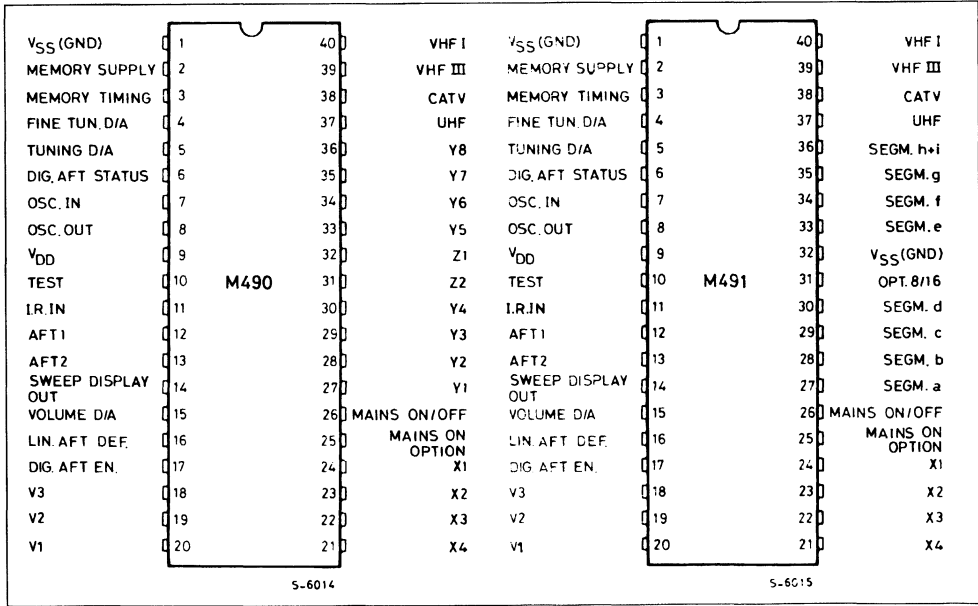 VSS (GND) 1 40 VHF I
MEMORY SUPPLY 2 39 VHF III
MEMORY TIMING 3 38 CATV
FINE TUN. D/A 4 37 UHF
TUNING D/A 5 36 Y8
DIG. AFT STATUS 6 35 Y7
OSC. IN 7 34 Y6
OSC. OUT 8 33 Y5
VDD 9 32 Z1
TEST 10 M490 31 Z2
I.R. IN 11 30 Y4
AFT1 12 29 Y3
AFT2 13 28 Y2
SWEEP DISPLAY
OUT 14 27 Y1
VOLUME D/A 15 26 MAINS ON/OFF
LIN. AFT DEF. 16 25 MAINS ON
OPTION
DIG. AFT EN. 17 24 X1
V3 18 23 X2
V2 19 22 X3
V1 20 21 X4
S-6014
VSS (GND) 1 40 VHF I
MEMORY SUPPLY 2 39 VHF III
MEMORY TIMING 3 38 CATV
FINE TUN. D/A 4 37 UHF
TUNING D/A 5 36 SEGM. h+i
DIG. AFT STATUS 6 35 SEGM. g
OSC. IN 7 34 SEGM. f
OSC. OUT 8 33 SEGM. e
VDD 9 32 VSS (GND)
TEST 10 M491 31 OPT. 8/16
I.R. IN 11 30 SEGM. d
AFT1 12 29 SEGM. c
AFT2 13 28 SEGM. b
SWEEP DISPLAY
OUT 14 27 SEGM. a
VOLUME D/A 15 26 MAINS ON/OFF
LIN. AFT DEF. 16 25 MAINS ON
OPTION
DIG AFT EN. 17 24 X1
V3 18 23 X2
V2 19 22 X3
V1 20 21 X4
S-6015